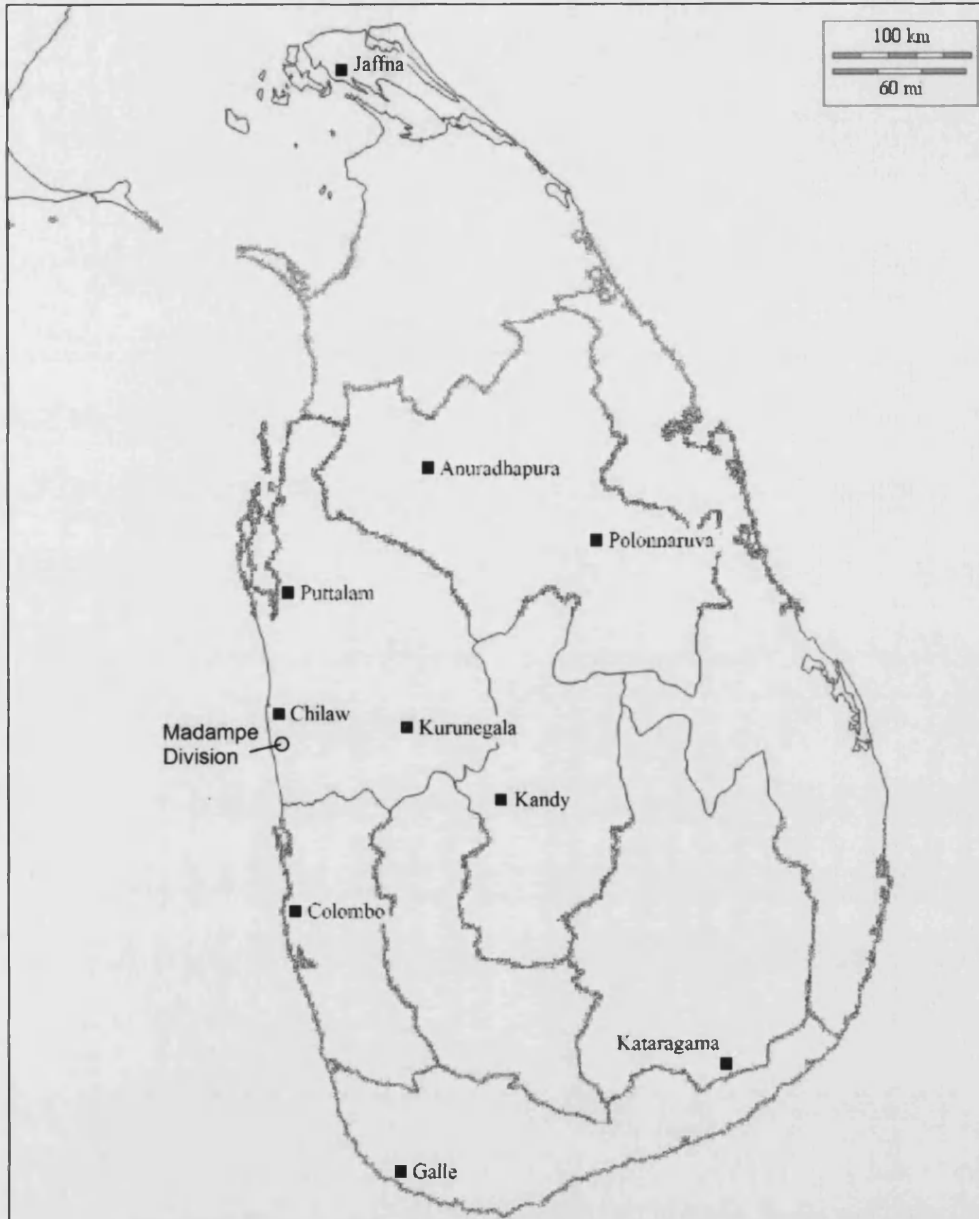 100 km
60 mi
Jaffna
Anuradhapura
Polonnaruva
Puttalam
Chilaw
Madampe
Division
Kurunegala
Kandy
Colombo
Kataragama
Galle